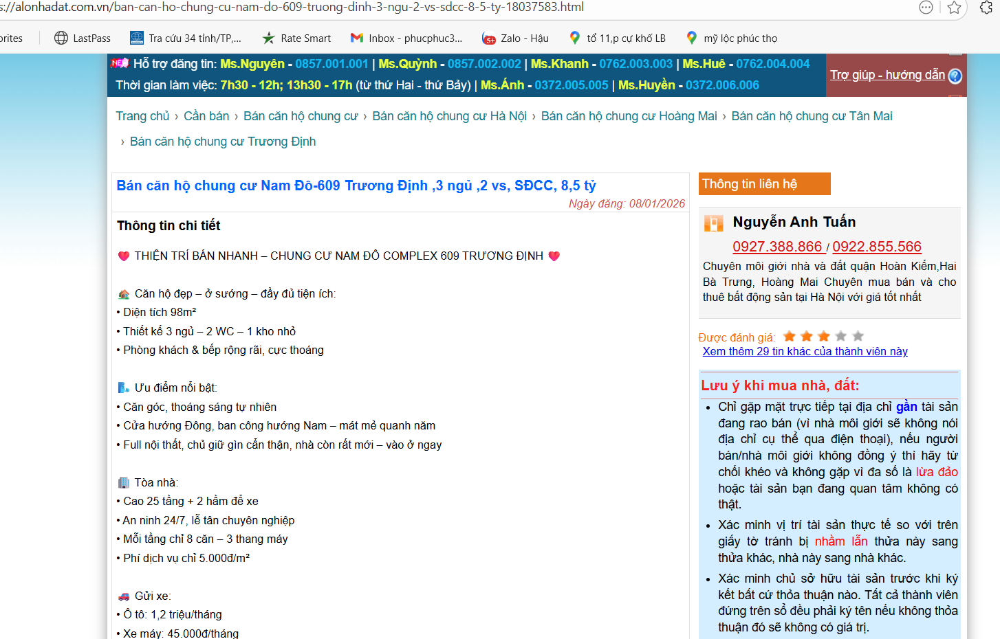 s://alonhadat.com.vn/ban-can-ho-chung-cu-nam-do-609-truong-dinh-3-ngu-2-vs-sdcc-8-5-ty-18037583.html
orites LastPass Tra cứu 34 tỉnh/TP,... Rate Smart Inbox - phucphuc3... Zalo - Hậu tổ 11,p cự khố LB mỹ lộc phúc thọ
NEW Hỗ trợ đăng tin: Ms.Nguyên - 0857.001.001 | Ms.Quỳnh - 0857.002.002 | Ms.Khanh - 0762.003.003 | Ms.Huê - 0762.004.004
Thời gian làm việc: 7h30 - 12h; 13h30 - 17h (từ thứ Hai - thứ Bảy) | Ms.Ánh - 0372.005.005 | Ms.Huyền - 0372.006.006
Trợ giúp - hướng dẫn
Trang chủ › Cần bán › Bán căn hộ chung cư › Bán căn hộ chung cư Hà Nội › Bán căn hộ chung cư Hoàng Mai › Bán căn hộ chung cư Tân Mai
› Bán căn hộ chung cư Trương Định
Bán căn hộ chung cư Nam Đô-609 Trương Định ,3 ngủ ,2 vs, SĐCC, 8,5 tỷ
Ngày đăng: 08/01/2026
Thông tin chi tiết
THIỆN TRÍ BÁN NHANH – CHUNG CƯ NAM ĐÔ COMPLEX 609 TRƯƠNG ĐỊNH
Căn hộ đẹp – ở sướng – đầy đủ tiện ích:
• Diện tích 98m²
• Thiết kế 3 ngủ – 2 WC – 1 kho nhỏ
• Phòng khách & bếp rộng rãi, cực thoáng
Ưu điểm nổi bật:
• Căn góc, thoáng sáng tự nhiên
• Cửa hướng Đông, ban công hướng Nam – mát mẻ quanh năm
• Full nội thất, chủ giữ gìn cẩn thận, nhà còn rất mới – vào ở ngay
Tòa nhà:
• Cao 25 tầng + 2 hầm để xe
• An ninh 24/7, lễ tân chuyên nghiệp
• Mỗi tầng chỉ 8 căn – 3 thang máy
• Phí dịch vụ chỉ 5.000đ/m²
Gửi xe:
• Ô tô: 1,2 triệu/tháng
• Xe máy: 45.000đ/tháng
Thông tin liên hệ
Nguyễn Anh Tuấn
0927.388.866 / 0922.855.566
Chuyên môi giới nhà và đất quận Hoàn Kiếm,Hai
Bà Trưng, Hoàng Mai Chuyên mua bán và cho
thuê bất động sản tại Hà Nội với giá tốt nhất
Được đánh giá:
Xem thêm 29 tin khác của thành viên này
Lưu ý khi mua nhà, đất:
• Chỉ gặp mặt trực tiếp tại địa chỉ gần tài sản
đang rao bán (vì nhà môi giới sẽ không nói
địa chỉ cụ thể qua điện thoại), nếu người
bán/nhà môi giới không đồng ý thì hãy từ
chối khéo và không gặp vì đa số là lừa đảo
hoặc tài sản bạn đang quan tâm không có
thật.
• Xác minh vị trí tài sản thực tế so với trên
giấy tờ tránh bị nhầm lẫn thửa này sang
thửa khác, nhà này sang nhà khác.
• Xác minh chủ sở hữu tài sản trước khi ký
kết bất cứ thỏa thuận nào. Tất cả thành viên
đứng trên sổ đều phải ký tên nếu không thỏa
thuận đó sẽ không có giá trị.